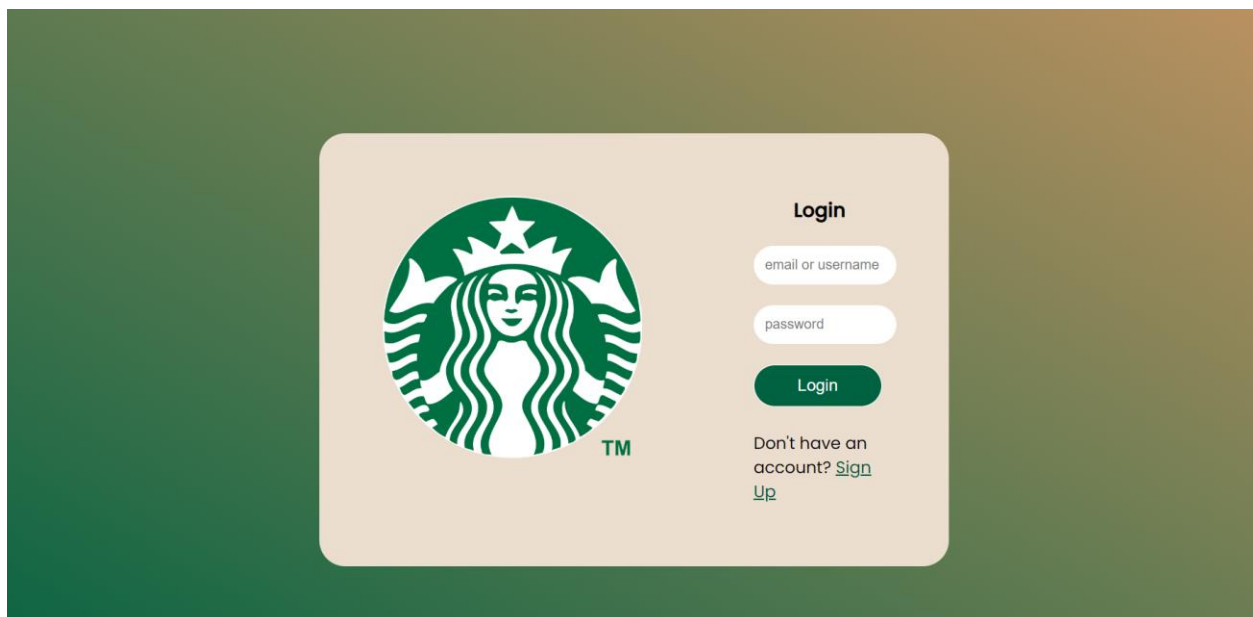 Login
email or username
password
Login
TM
Don't have an
account? Sign
Up